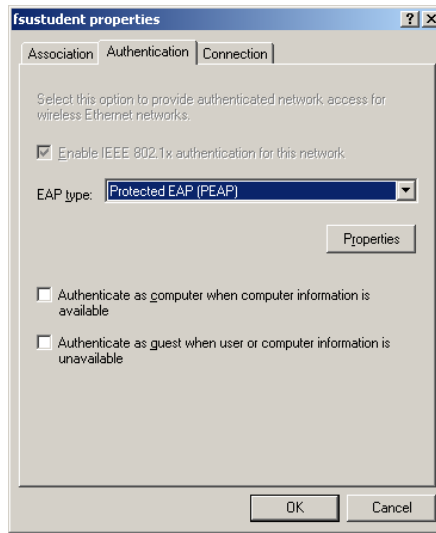 fsustudent properties
Association Authentication Connection
Select this option to provide authenticated network access for
wireless Ethernet networks.
Enable IEEE 802.1x authentication for this network
EAP type: Protected EAP (PEAP)
Properties
Authenticate as computer when computer information is
available
Authenticate as guest when user or computer information is
unavailable
OK Cancel